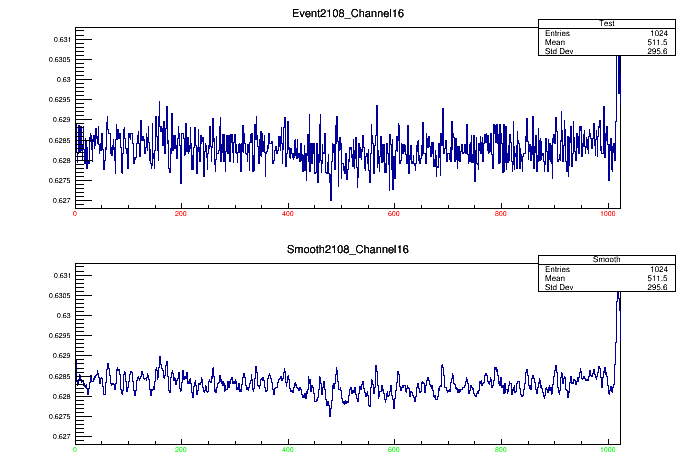 Event2108_Channel16
Test
Entries 1024
Mean 511.5
Std Dev 295.6
0.631
0.6305
0.63
0.6295
0.629
0.6285
0.628
0.6275
0.627
0 200 400 600 800 1000
Smooth2108_Channel16
Smooth
Entries 1024
Mean 511.5
Std Dev 295.6
0.631
0.6305
0.63
0.6295
0.629
0.6285
0.628
0.6275
0.627
0 200 400 600 800 1000